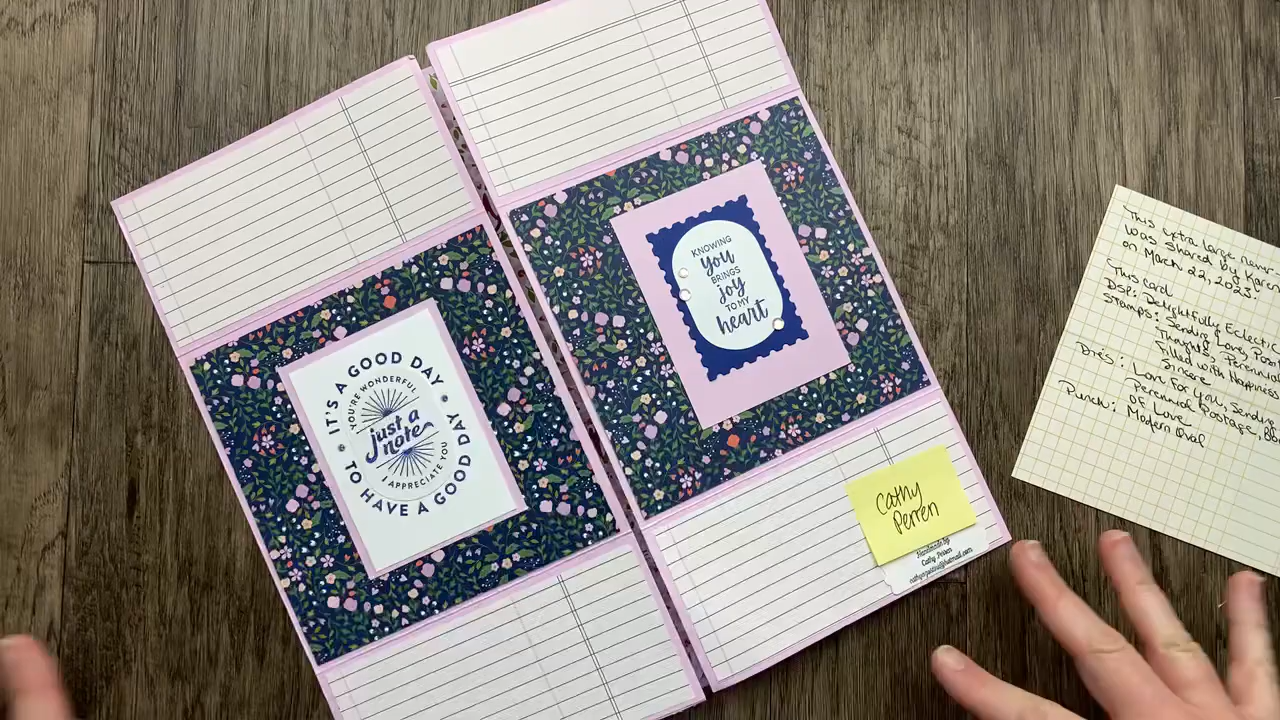 IT'S A GOOD DAY
YOU'RE WONDERFUL
just a
note
I APPRECIATE YOU
TO HAVE A GOOD DAY
KNOWING
you
BRINGS
joy
TO MY
heart
Cathy
Perren
Handmade by
Cathy Perren
This xtra large
was shared by Karen
on March 22, 2023.
This card
DSP: Delightfully Eclectic
Stamps: Sending Love, Post
Thoughts, Perennial
filled with Happiness
Sincere
Die's: Love For You, Sending
Perennial Postage,
of Love
Punch: Modern Oval